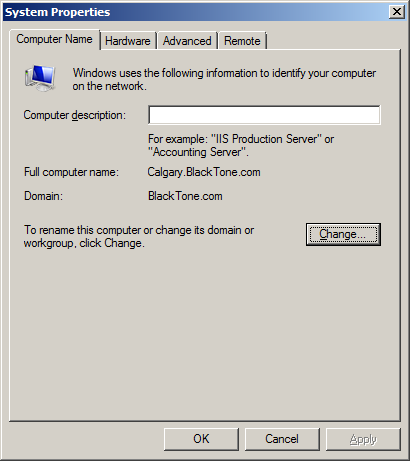 System Properties
Computer Name
Hardware
Advanced
Remote
Windows uses the following information to identify your computer
on the network.
Computer description:
For example: "IIS Production Server" or
"Accounting Server".
Full computer name:
Calgary.BlackTone.com
Domain:
BlackTone.com
To rename this computer or change its domain or
workgroup, click Change.
Change...
OK
Cancel
Apply